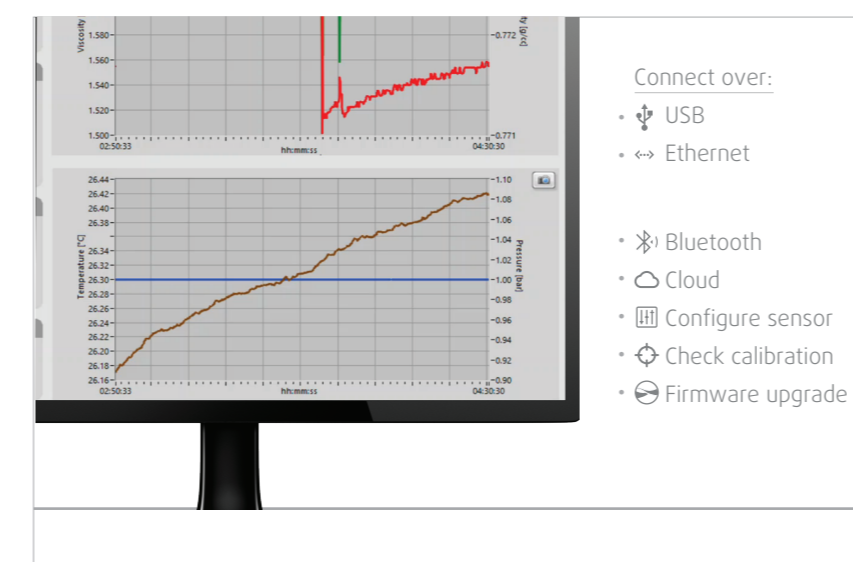 Viscosity
1.580
1.560
1.540
1.520
1.500
-0.772
-0.771
ty [g/cc]
02:50:33
hh:mm:ss
04:30:30
Temperature [°C]
26.44
26.42
26.40
26.38
26.34
26.32
26.30
26.28
26.26
26.24
26.22
26.20
26.18
26.16
1.10
1.08
1.06
1.04
1.02
1.00
0.98
0.96
0.94
0.92
0.90
Pressure [bar]
02:50:33
hh:mm:ss
04:30:30
Connect over:
• USB
• Ethernet
• Bluetooth
• Cloud
• Configure sensor
• Check calibration
• Firmware upgrade